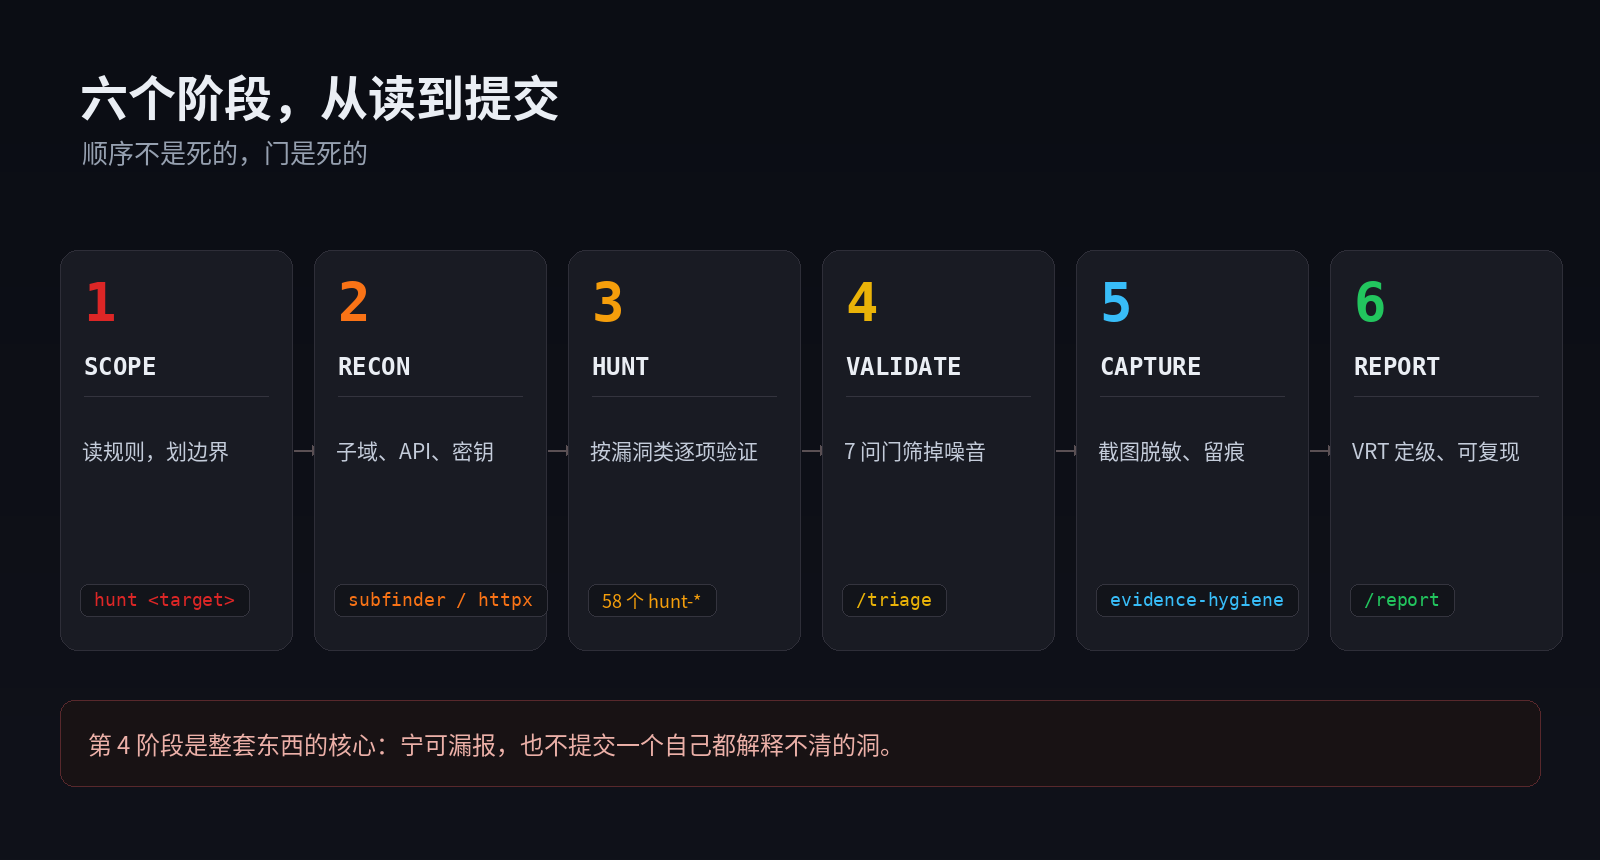 六个阶段，从读到提交
顺序不是死的，门是死的
1
SCOPE
读规则，划边界
hunt <target>
2
RECON
子域、API、密钥
subfinder / httpx
3
HUNT
按漏洞类逐项验证
58 个 hunt-*
4
VALIDATE
7 问门筛掉噪音
/triage
5
CAPTURE
截图脱敏、留痕
evidence-hygiene
6
REPORT
VRT 定级、可复现
/report
第 4 阶段是整套东西的核心：宁可漏报，也不提交一个自己都解释不清的洞。